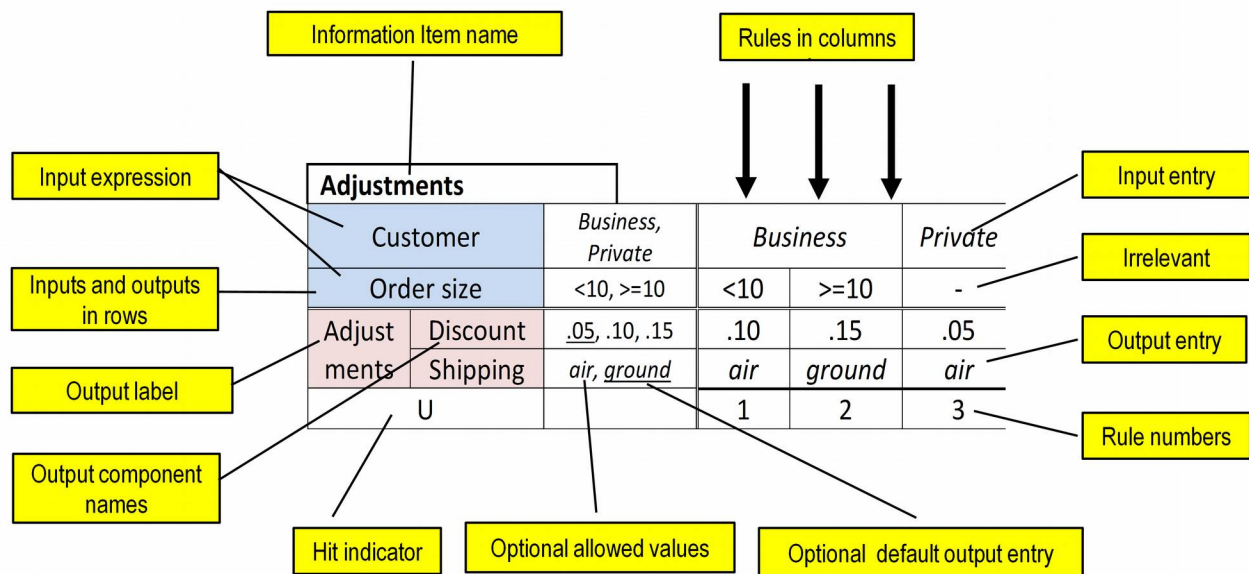 Information Item name
Rules in columns
Input expression
Adjustments
Input entry
Customer
Business,
Private
Business
Private
Irrelevant
Inputs and outputs
in rows
Order size
<10, >=10
<10
>=10
-
Adjust
ments
Discount
.05, .10, .15
.10
.15
.05
Output entry
Shipping
air, ground
air
ground
air
Output label
U
1
2
3
Rule numbers
Output component
names
Hit indicator
Optional allowed values
Optional default output entry